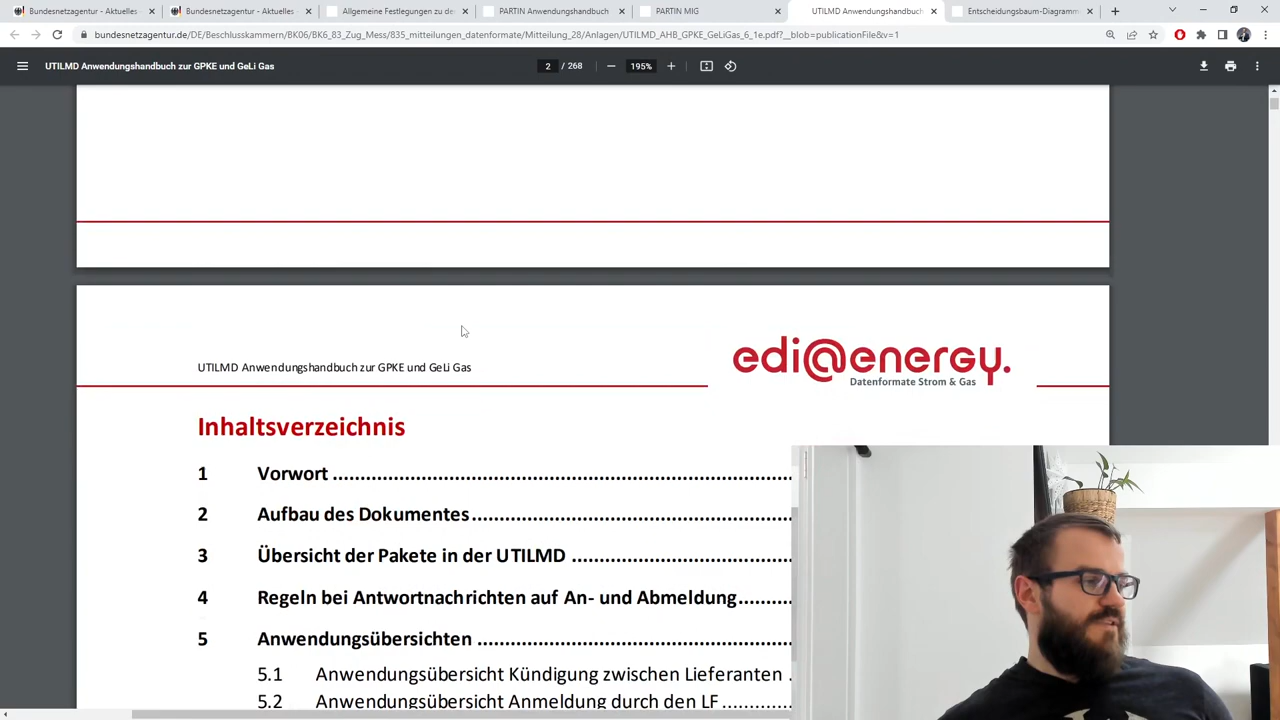 Bundesnetzagentur - Aktuelles
Bundesnetzagentur - Aktuelles -
Allgemeine Festlegungen zu de
PARTIN Anwendungshandbuch
PARTIN MIG
UTILMD Anwendungshandbuch
Entscheidungsbaum-Diagramm
bundesnetzagentur.de/DE/Beschlusskammern/BK06/BK6_83_Zug_Mess/835_mitteilungen_datenformate/Mitteilung_28/Anlagen/UTILMD_AHB_GPKE_GeLiGas_6_1e.pdf?__blob=publicationFile&v=1
UTILMD Anwendungshandbuch zur GPKE und GeLi Gas
2 / 268
195%
UTILMD Anwendungshandbuch zur GPKE und GeLi Gas
edi@energy.
Datenformate Strom & Gas
Inhaltsverzeichnis
1 Vorwort
2 Aufbau des Dokumentes
3 Übersicht der Pakete in der UTILMD
4 Regeln bei Antwortnachrichten auf An- und Abmeldung
5 Anwendungsübersichten
5.1 Anwendungsübersicht Kündigung zwischen Lieferanten
5.2 Anwendungsübersicht Anmeldung durch den LF